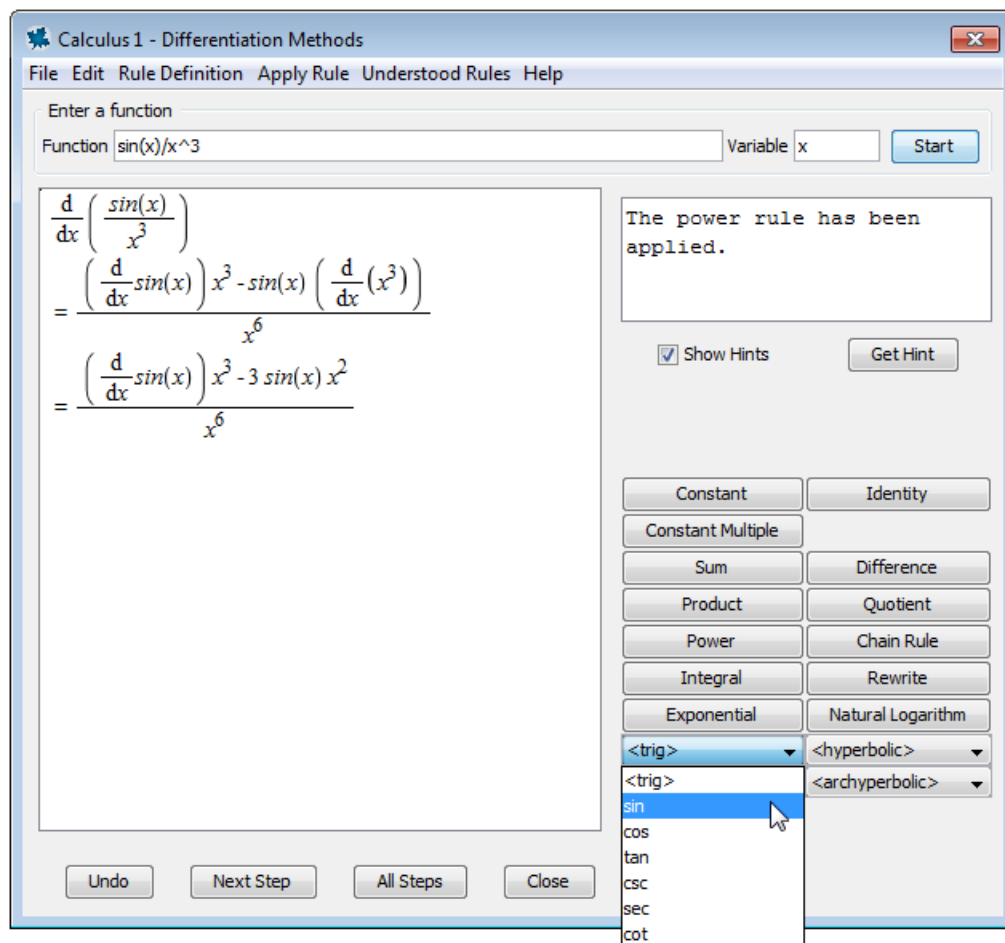 Calculus 1 - Differentiation Methods
File Edit Rule Definition Apply Rule Understood Rules Help
Enter a function
Function sin(x)/x^3 Variable x Start
d/dx ( sin(x) / x^3 )
= ( ( d/dx sin(x) ) x^3 - sin(x) ( d/dx (x^3) ) ) / x^6
= ( ( d/dx sin(x) ) x^3 - 3 sin(x) x^2 ) / x^6
The power rule has been
applied.
Show Hints Get Hint
Constant Identity
Constant Multiple
Sum Difference
Product Quotient
Power Chain Rule
Integral Rewrite
Exponential Natural Logarithm
<trig> <hyperbolic>
<trig> <archyperbolic>
sin
cos
tan
csc
sec
cot
Undo Next Step All Steps Close